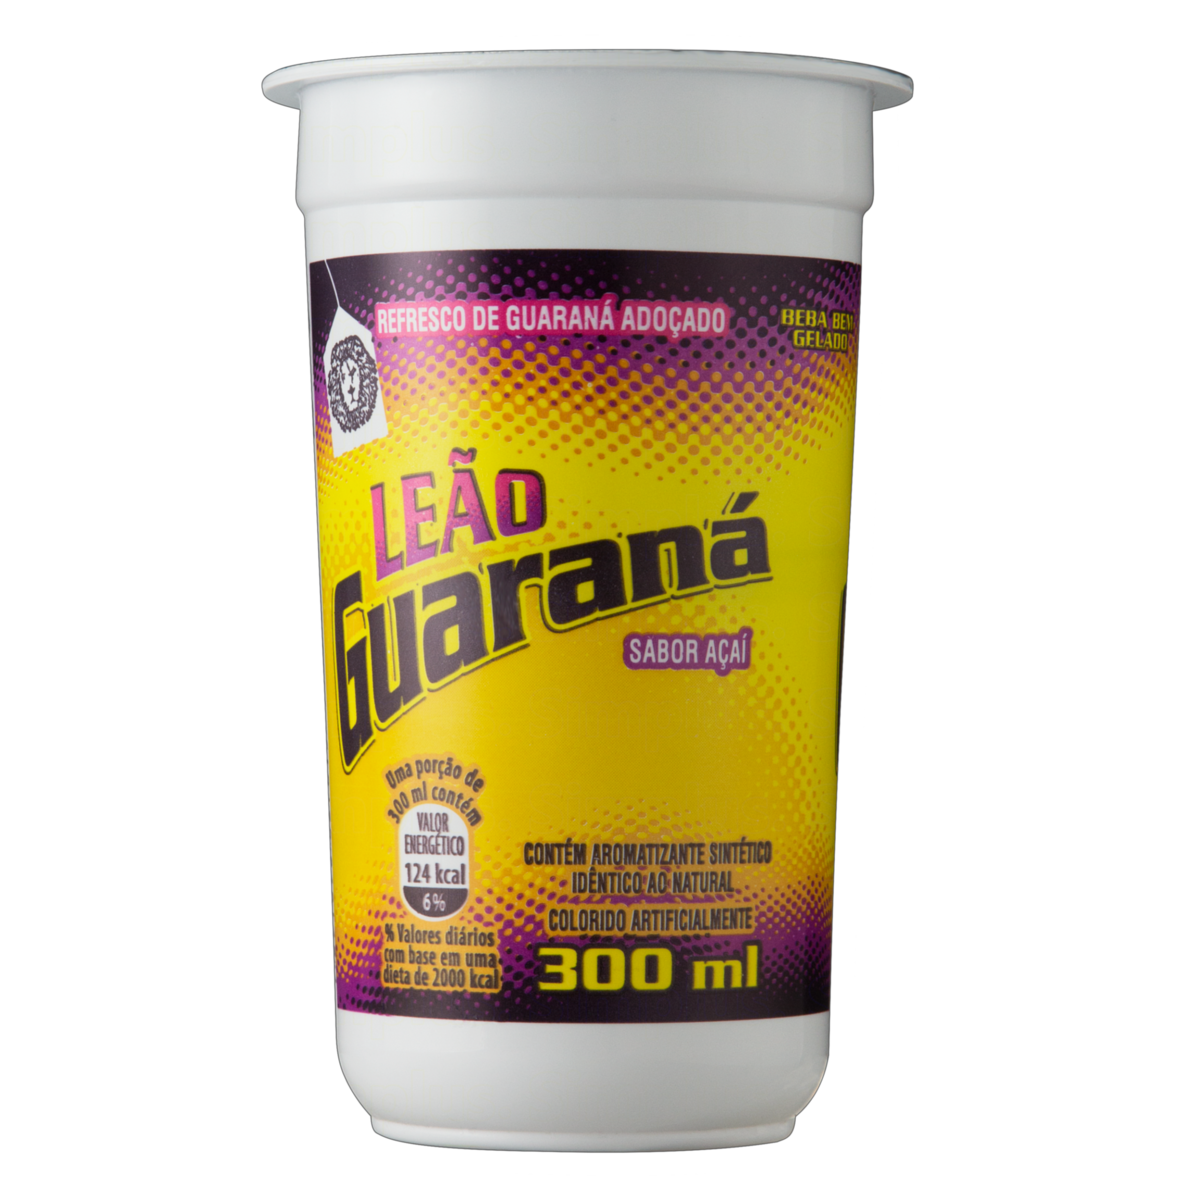 REFRESCO DE GUARANÁ ADOÇADO
BEBA BEM
GELADO
LEÃO
Guaraná
SABOR AÇAÍ
Uma porção de
300 ml contém
VALOR
ENERGÉTICO
124 kcal
6%
% Valores diários
com base em uma
dieta de 2000 kcal
CONTÉM AROMATIZANTE SINTÉTICO
IDÊNTICO AO NATURAL
COLORIDO ARTIFICIALMENTE
300 ml